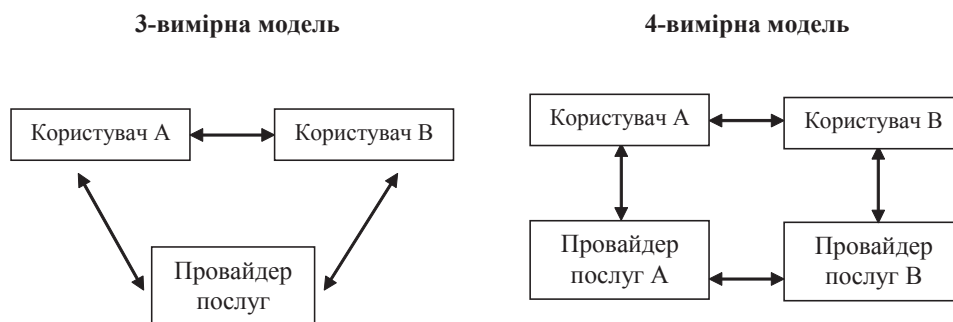 3-вимірна модель
4-вимірна модель
Користувач А
Користувач В
Провайдер
послуг
Користувач А
Користувач В
Провайдер
послуг А
Провайдер
послуг В